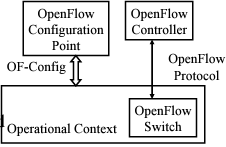 OpenFlow
Configuration
Point
OpenFlow
Controller
OF-Config
OpenFlow
Protocol
OpenFlow
Switch
Operational Context